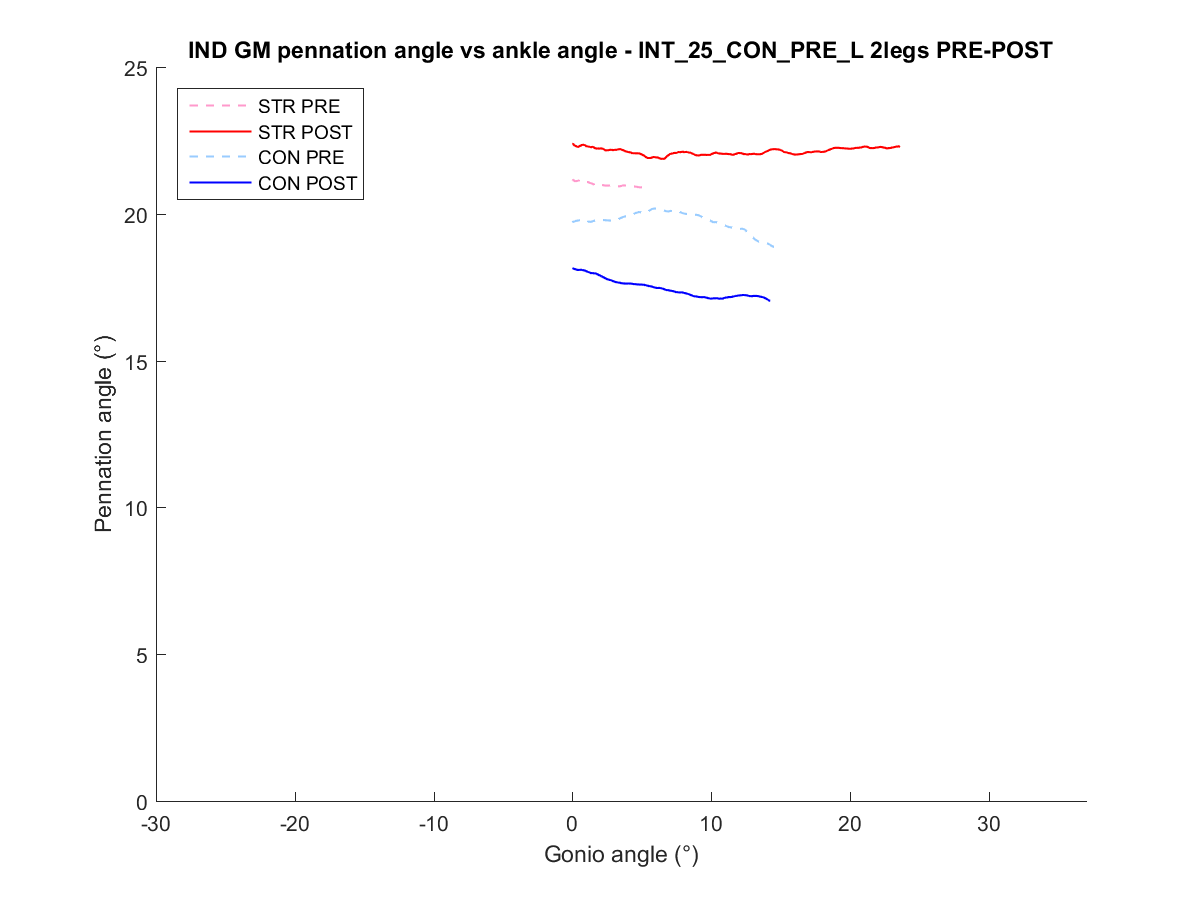 IND GM pennation angle vs ankle angle - INT_25_CON_PRE_L 2legs PRE-POST
25
20
15
10
5
0
Pennation angle (°)
STR PRE
STR POST
CON PRE
CON POST
-30
-20
-10
0
10
20
30
Gonio angle (°)